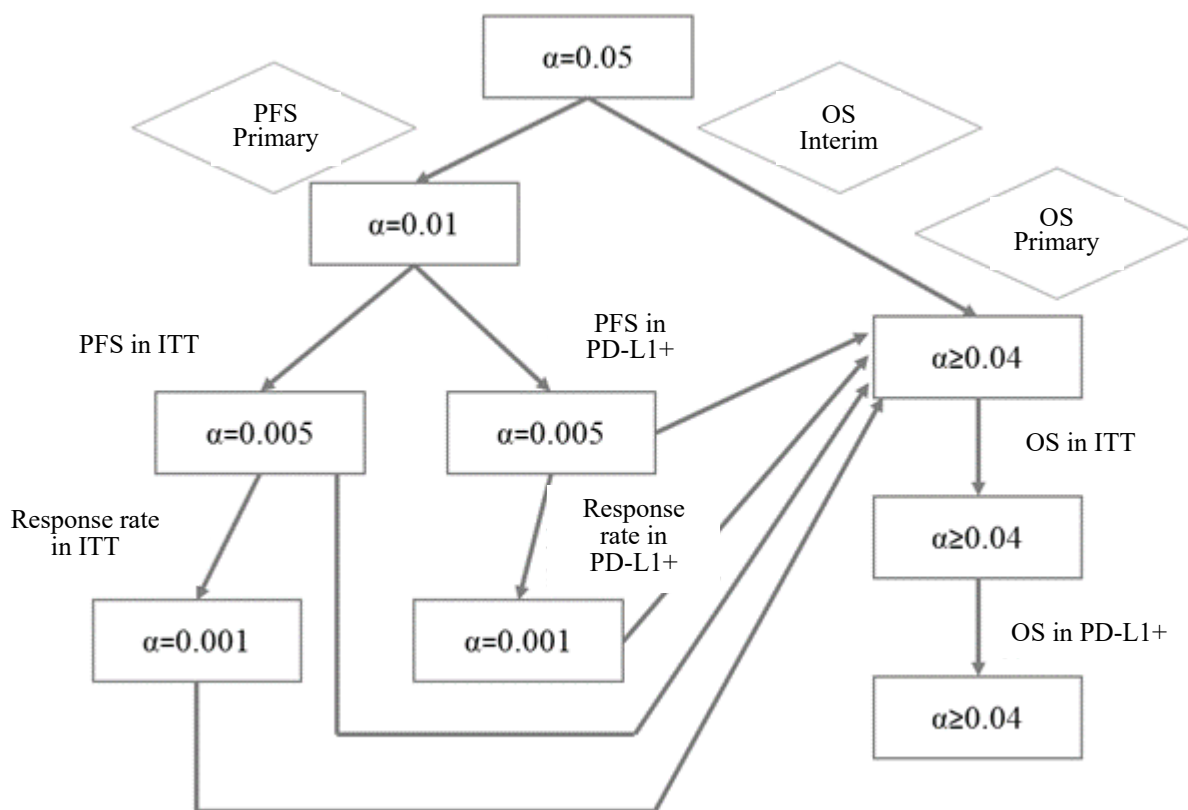 α=0.05
PFS
Primary
OS
Interim
α=0.01
OS
Primary
PFS in ITT
PFS in
PD-L1+
α≥0.04
α=0.005
α=0.005
OS in ITT
Response rate
in ITT
Response
rate in
PD-L1+
α≥0.04
α=0.001
α=0.001
OS in PD-L1+
α≥0.04